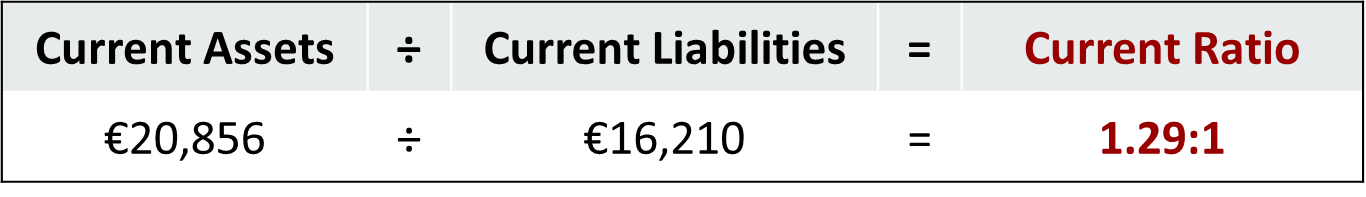 Current Assets ÷ Current Liabilities = Current Ratio
€20,856 ÷ €16,210 = 1.29:1